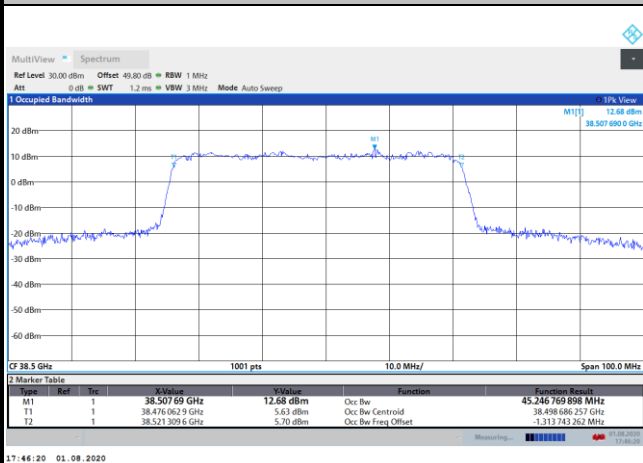 MultiView Spectrum
Ref Level 30.00 dBm Offset 49.80 dB RBW 1 MHz
Att 0 dB SWT 1.2 ms VBW 3 MHz Mode Auto Sweep
1 Occupied Bandwidth 1Pk View
M1[1] 12.68 dBm
38.507 690 0 GHz
20 dBm
M1
10 dBm
T1 T2
0 dBm
-10 dBm
-20 dBm
-30 dBm
-40 dBm
-50 dBm
-60 dBm
CF 38.5 GHz 1001 pts 10.0 MHz/ Span 100.0 MHz
2 Marker Table
Type Ref Trc X-Value Y-Value Function Function Result
M1 1 38.507 69 GHz 12.68 dBm Occ Bw 45.246 769 898 MHz
T1 1 38.476 062 9 GHz 5.63 dBm Occ Bw Centroid 38.498 686 257 GHz
T2 1 38.521 309 6 GHz 5.70 dBm Occ Bw Freq Offset -1.313 743 262 MHz
Measuring... 01.08.2020
17:46:20
17:46:20 01.08.2020